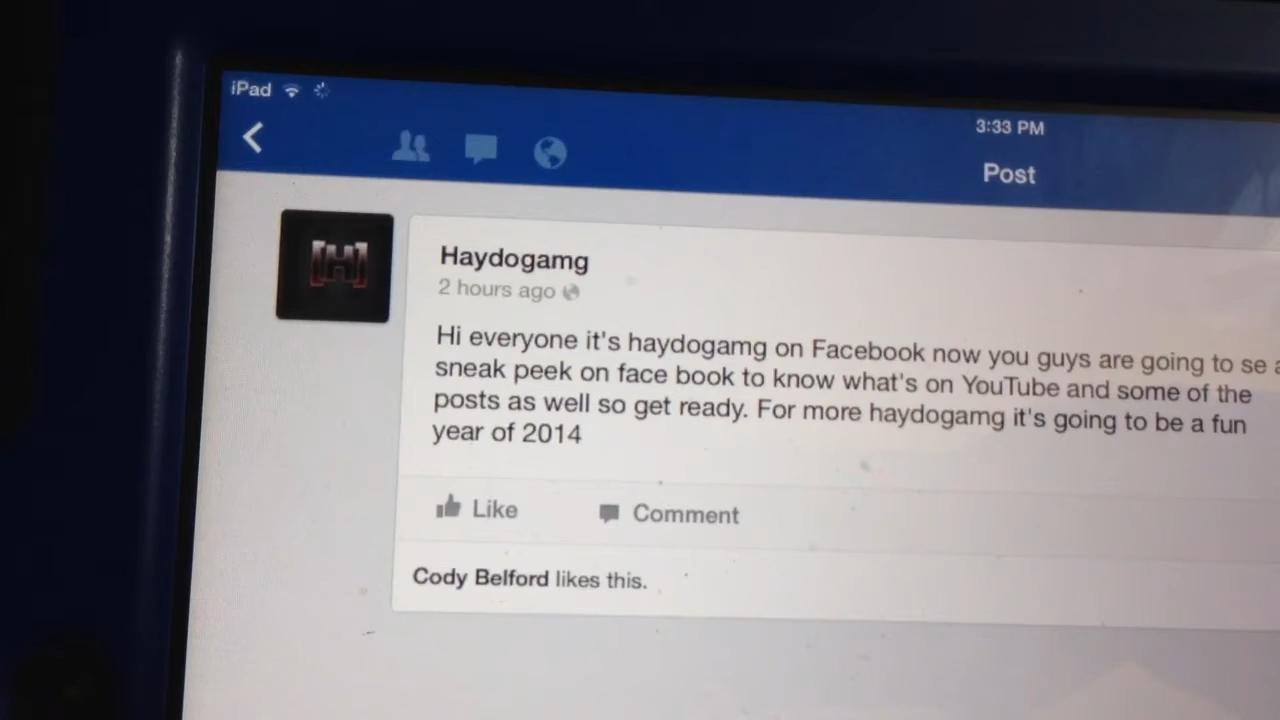 iPad
3:33 PM
Post
[H]
Haydogamg
2 hours ago
Hi everyone it's haydogamg on Facebook now you guys are going to se a
sneak peek on face book to know what's on YouTube and some of the
posts as well so get ready. For more haydogamg it's going to be a fun
year of 2014
Like
Comment
Cody Belford likes this.